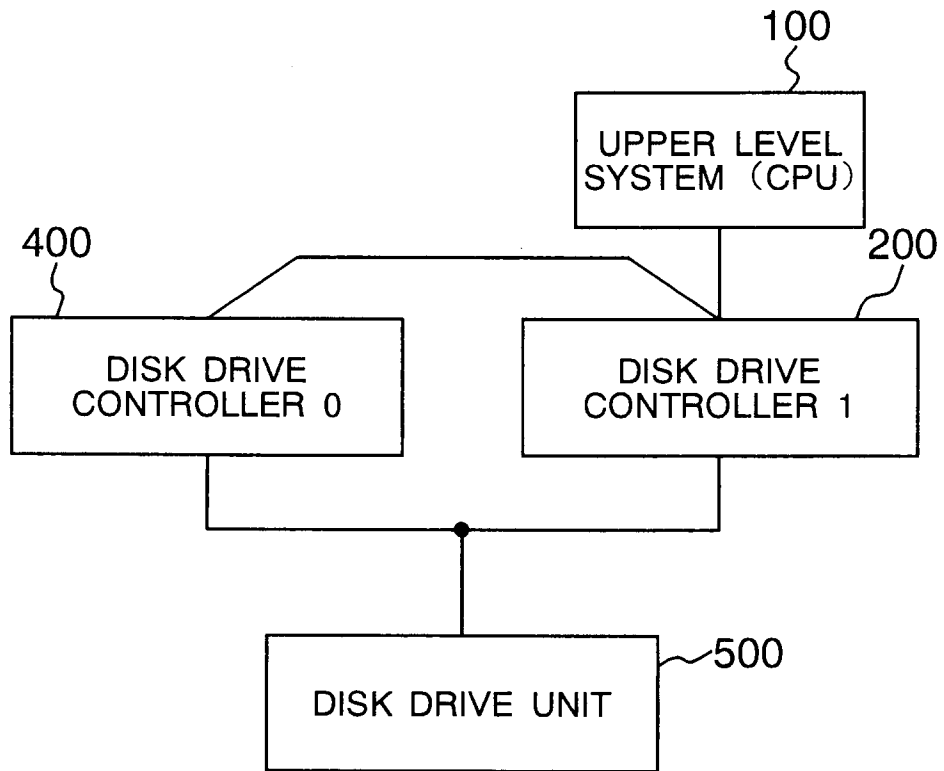 100
UPPER LEVEL
SYSTEM (CPU)
400
200
DISK DRIVE
CONTROLLER 0
DISK DRIVE
CONTROLLER 1
500
DISK DRIVE UNIT